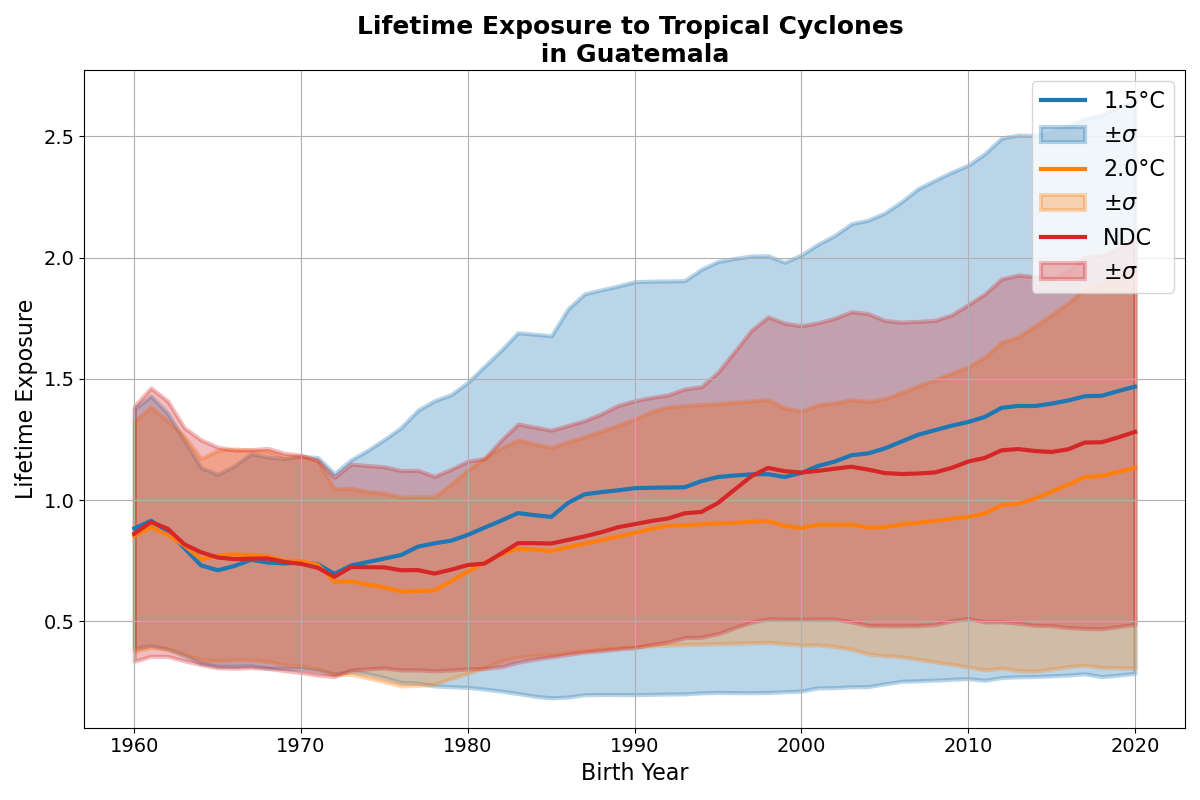 Lifetime Exposure to Tropical Cyclones
in Guatemala
1.5°C
±σ
2.0°C
±σ
NDC
±σ
Lifetime Exposure
2.5
2.0
1.5
1.0
0.5
1960 1970 1980 1990 2000 2010 2020
Birth Year